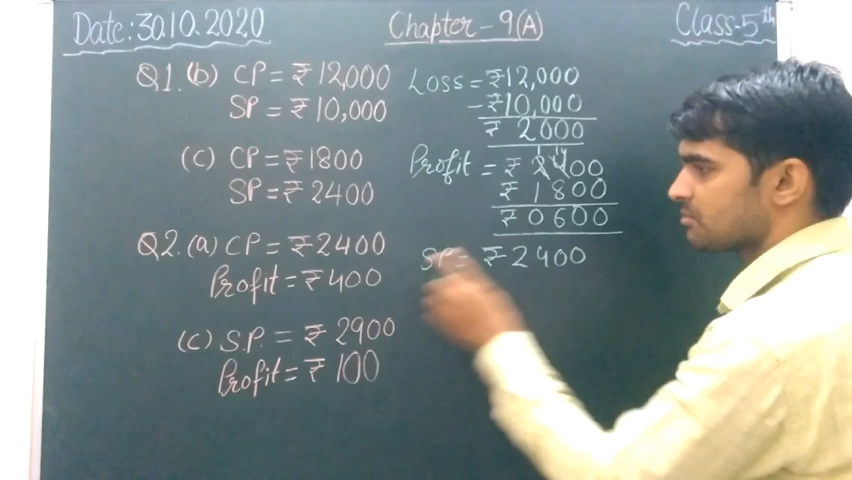 Date: 30.10.2020
Chapter - 9(A)
Class-5th
Q1.(b) CP = ₹ 12,000
SP = ₹ 10,000
Loss = ₹12,000
- ₹10,000
₹ 2000
(c) CP = ₹ 1800
SP = ₹ 2400
Profit = ₹ 2400
₹ 1800
₹ 0600
Q2.(a) CP = ₹ 2400
Profit = ₹ 400
SP = ₹ 2400
(c) S.P. = ₹ 2900
Profit = ₹ 100